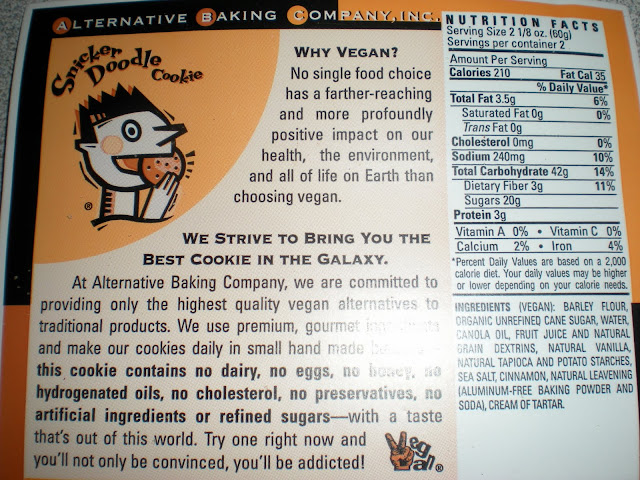 ALTERNATIVE BAKING COMPANY, INC.
Snicker
Doodle
Cookie
WHY VEGAN?
No single food choice
has a farther-reaching
and more profoundly
positive impact on our
health, the environment,
and all of life on Earth than
choosing vegan.
®
WE STRIVE TO BRING YOU THE
BEST COOKIE IN THE GALAXY.
At Alternative Baking Company, we are committed to
providing only the highest quality vegan alternatives to
traditional products. We use premium, gourmet
and make our cookies daily in small hand made
this cookie contains no dairy, no eggs, no honey, no
hydrogenated oils, no cholesterol, no preservatives, no
artificial ingredients or refined sugars—with a taste
that's out of this world. Try one right now and
you'll not only be convinced, you'll be addicted!
Vegan®
NUTRITION FACTS
Serving Size 2 1/8 oz. (60g)
Servings per container 2
Amount Per Serving
Calories 210 Fat Cal 35
% Daily Value*
Total Fat 3.5g 6%
Saturated Fat 0g 0%
Trans Fat 0g
Cholesterol 0mg 0%
Sodium 240mg 10%
Total Carbohydrate 42g 14%
Dietary Fiber 3g 11%
Sugars 20g
Protein 3g
Vitamin A 0% • Vitamin C 0%
Calcium 2% • Iron 4%
*Percent Daily Values are based on a 2,000
calorie diet. Your daily values may be higher
or lower depending on your calorie needs.
INGREDIENTS (VEGAN): BARLEY FLOUR,
ORGANIC UNREFINED CANE SUGAR, WATER,
CANOLA OIL, FRUIT JUICE AND NATURAL
GRAIN DEXTRINS, NATURAL VANILLA,
NATURAL TAPIOCA AND POTATO STARCHES,
SEA SALT, CINNAMON, NATURAL LEAVENING
(ALUMINUM-FREE BAKING POWDER AND
SODA), CREAM OF TARTAR.